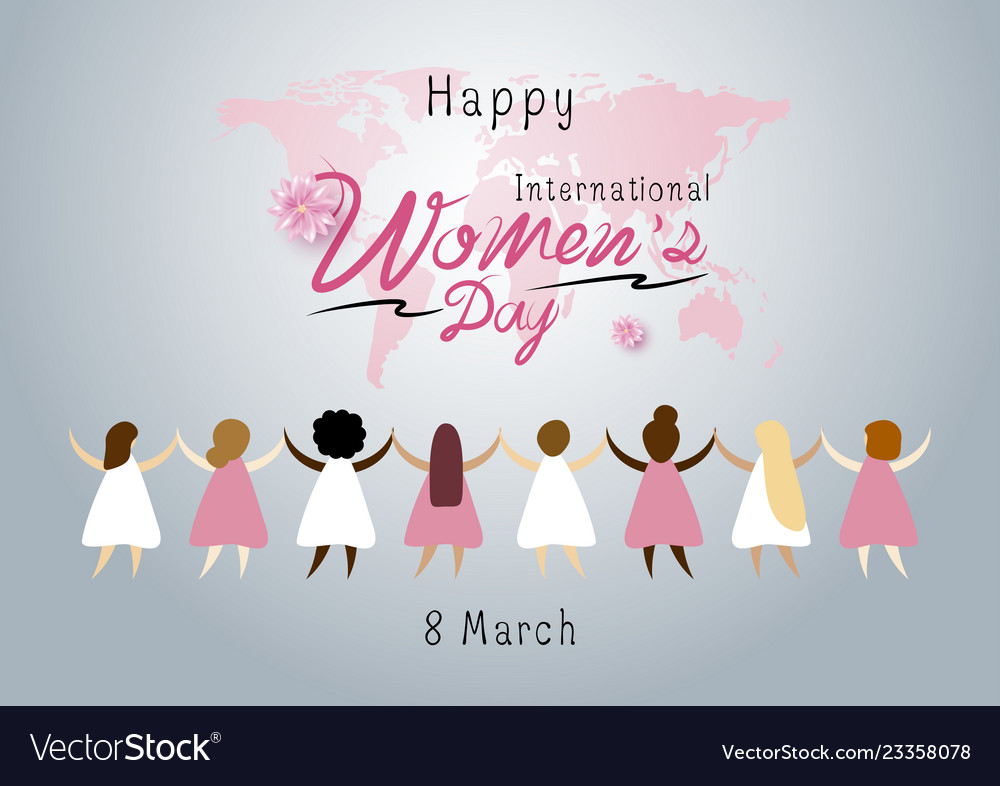 Happy
International
Women's
Day
8 March
VectorStock®
VectorStock.com/23358078